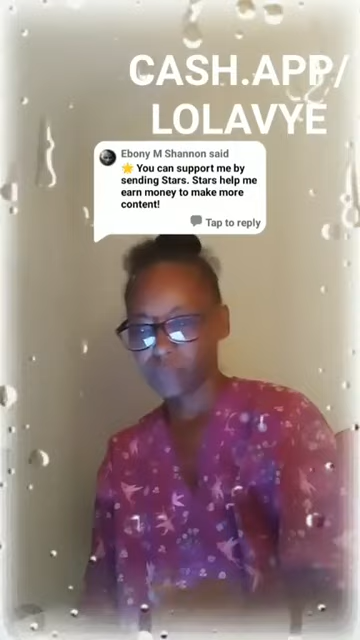 CASH.APP/
LOLAVYE
Ebony M Shannon said
⭐ You can support me by
sending Stars. Stars help me
earn money to make more
content!
Tap to reply